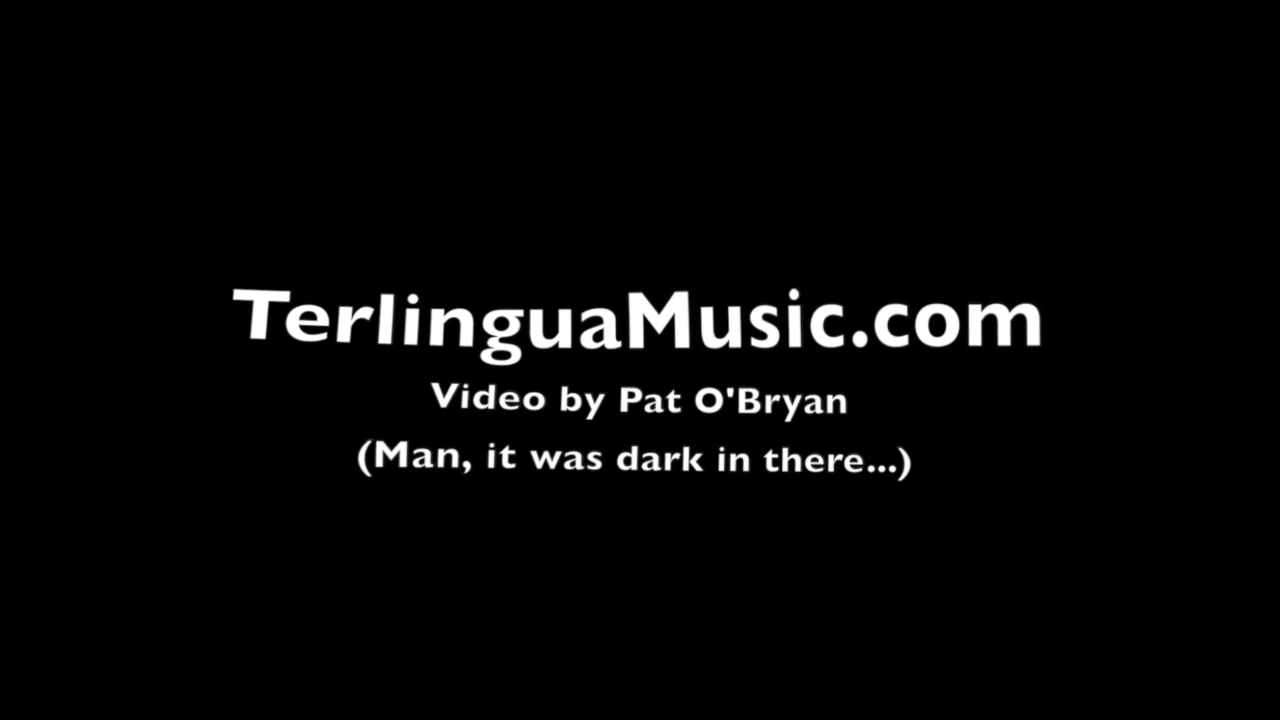 TerlinguaMusic.com
Video by Pat O'Bryan
(Man, it was dark in there...)